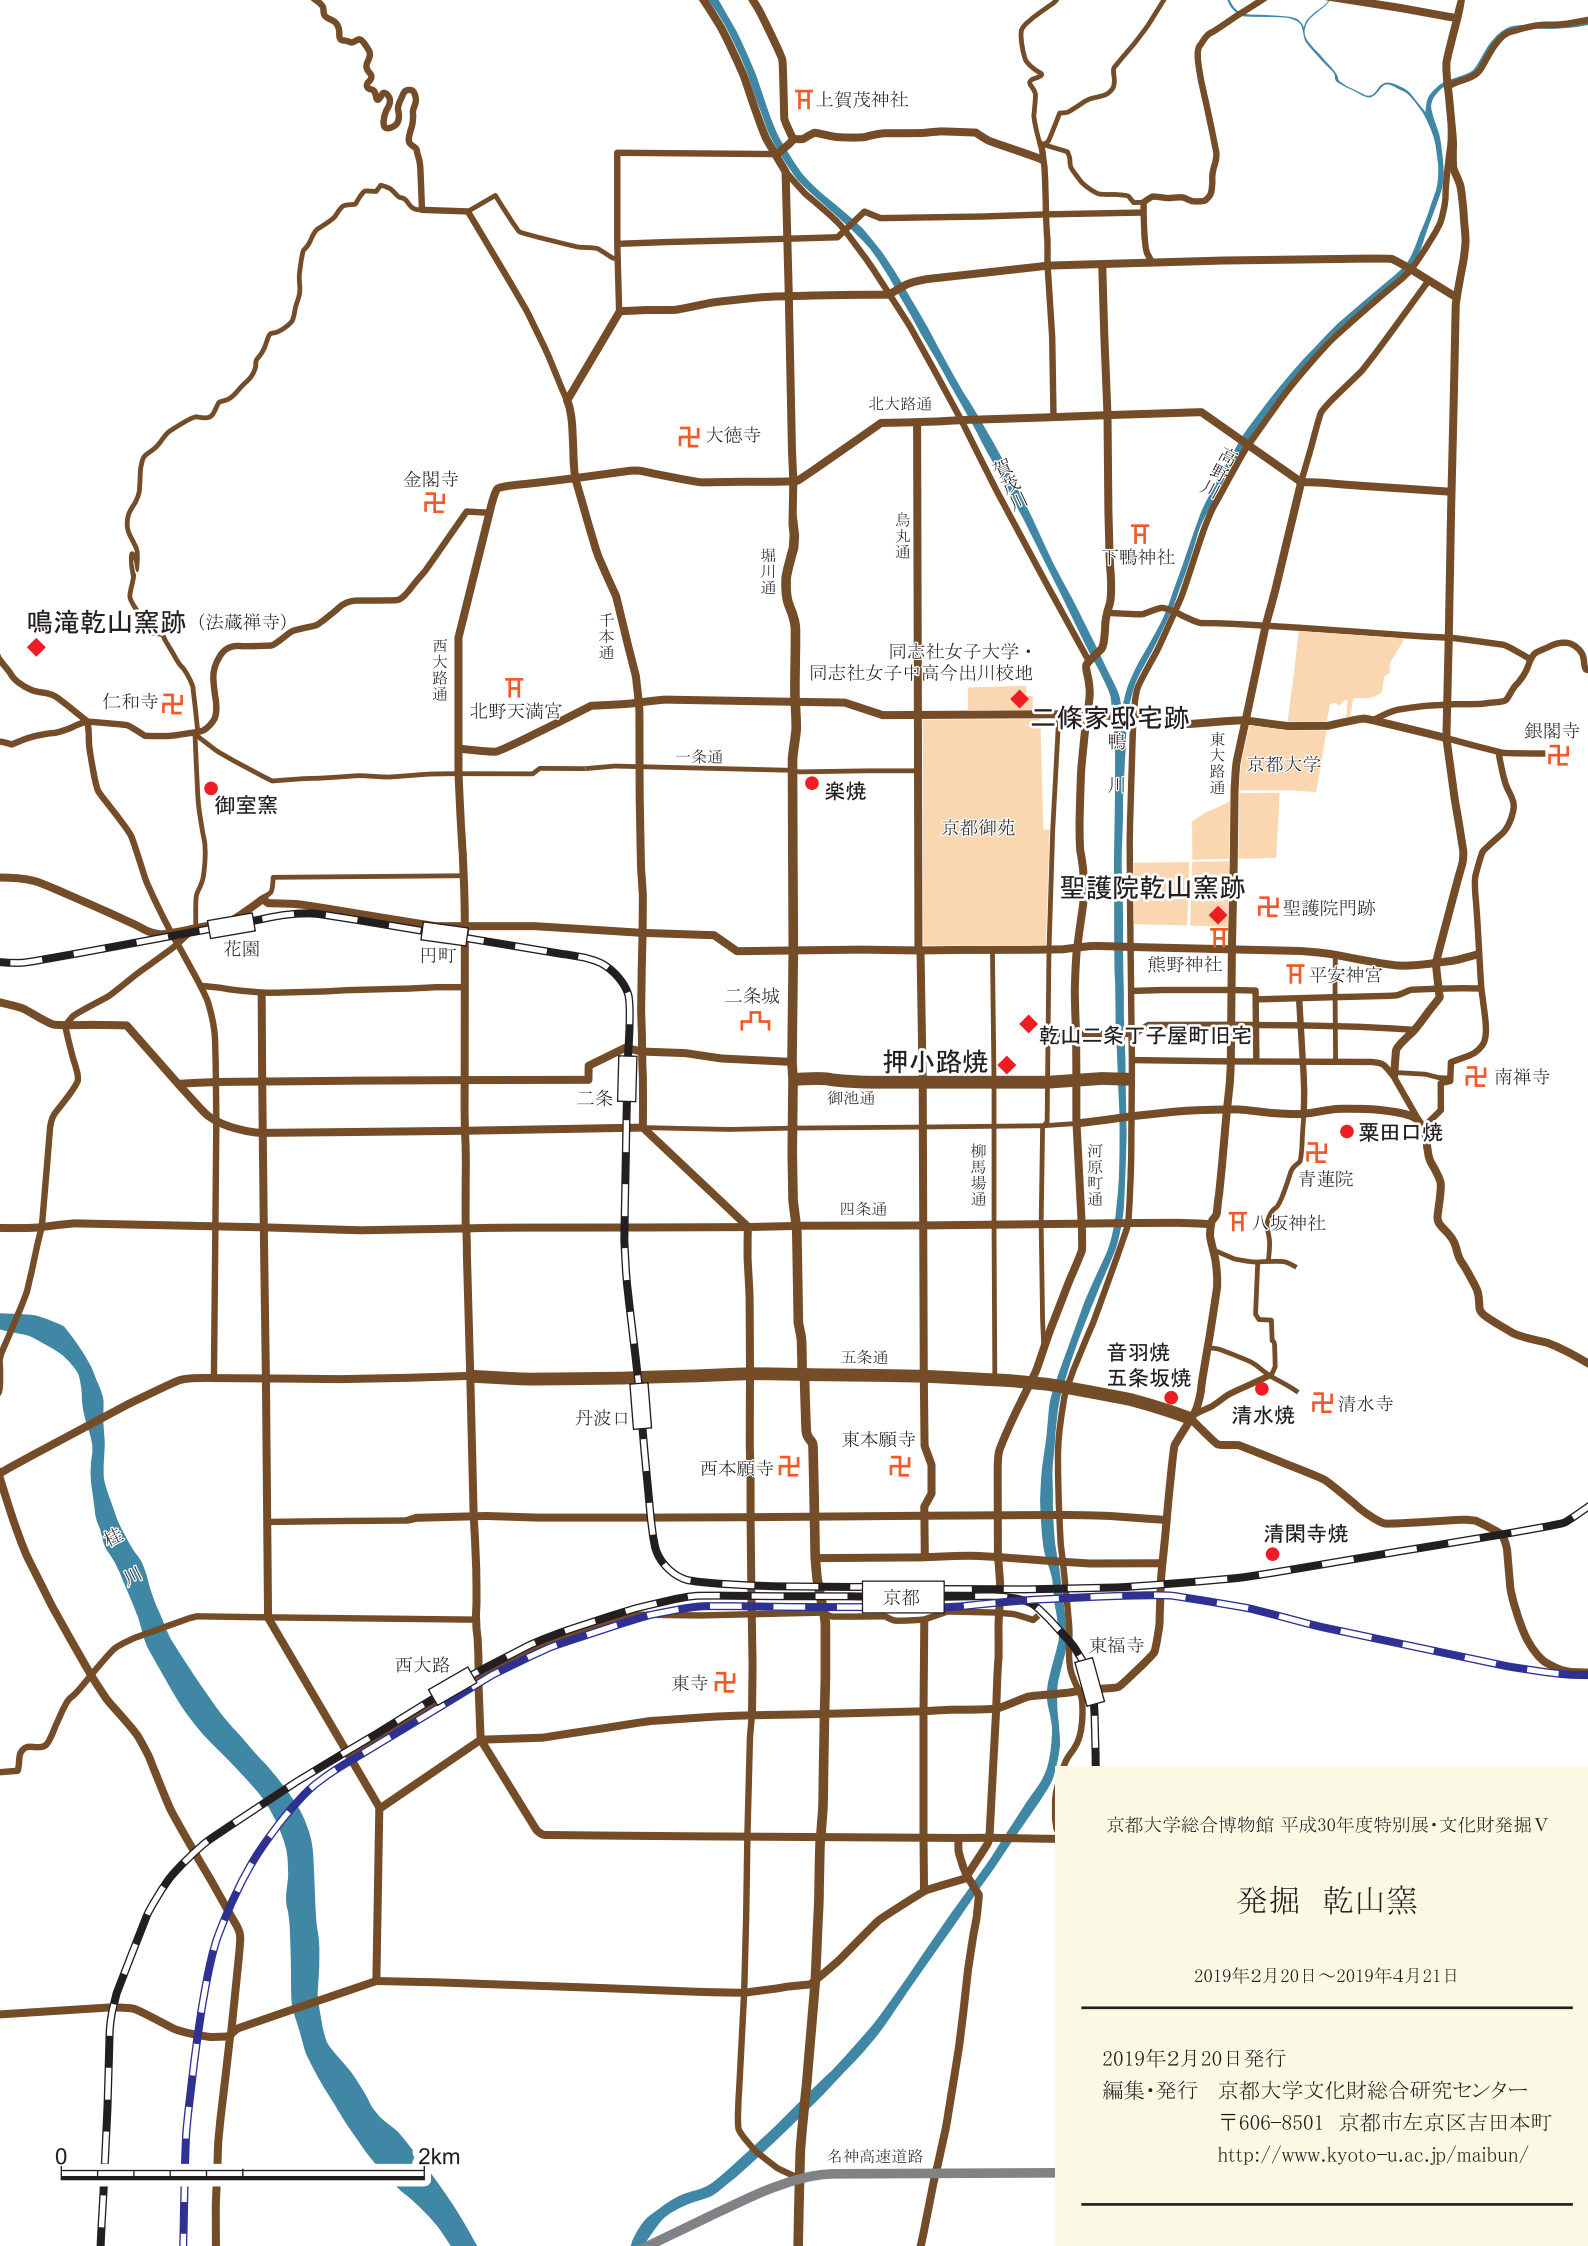 上賀茂神社
北大路通
大徳寺
金閣寺
賀茂川
高野川
烏丸通
堀川通
下鴨神社
千本通
鳴滝乾山窯跡(法蔵禅寺)
西大路通
同志社女子大学・
同志社女子中高今出川校地
仁和寺
北野天満宮
二條家邸宅跡
鴨川
東大路通
銀閣寺
一条通
京都大学
楽焼
御室窯
京都御苑
聖護院乾山窯跡
聖護院門跡
花園
円町
熊野神社
平安神宮
二条城
乾山二条丁子屋町旧宅
押小路焼
南禅寺
二条
御池通
粟田口焼
柳馬場通
河原町通
青蓮院
四条通
八坂神社
音羽焼
五条坂焼
五条通
清水焼
清水寺
丹波口
東本願寺
西本願寺
桂川
清閑寺焼
京都
東福寺
西大路
東寺
京都大学総合博物館 平成30年度特別展・文化財発掘Ⅴ
発掘 乾山窯
2019年2月20日～2019年4月21日
2019年2月20日発行
編集・発行 京都大学文化財総合研究センター
〒606-8501 京都市左京区吉田本町
http://www.kyoto-u.ac.jp/maibun/
名神高速道路
0 2km